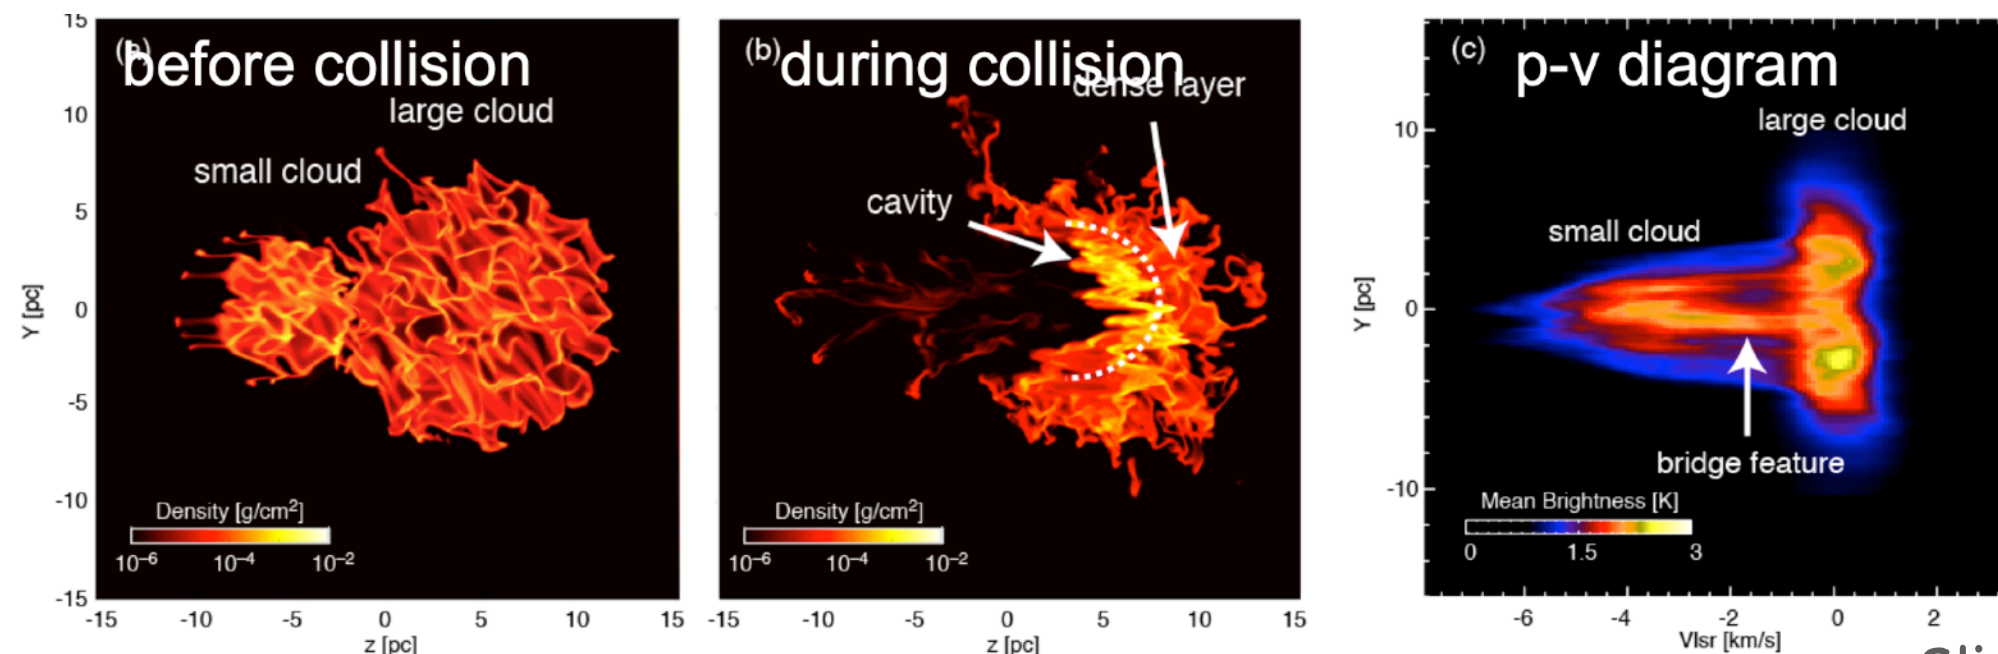 (a) before collision
large cloud
small cloud
Density [g/cm²]
10⁻⁶ 10⁻⁴ 10⁻²
15
10
5
0
-5
-10
-15
Y [pc]
-15 -10 -5 0 5 10 15
z [pc]
(b) during collision
dense layer
cavity
Density [g/cm²]
10⁻⁶ 10⁻⁴ 10⁻²
-15 -10 -5 0 5 10 15
z [pc]
(c) p-v diagram
large cloud
small cloud
bridge feature
Mean Brightness [K]
0 1.5 3
10
0
-10
Y [pc]
-6 -4 -2 0 2
Vlsr [km/s]